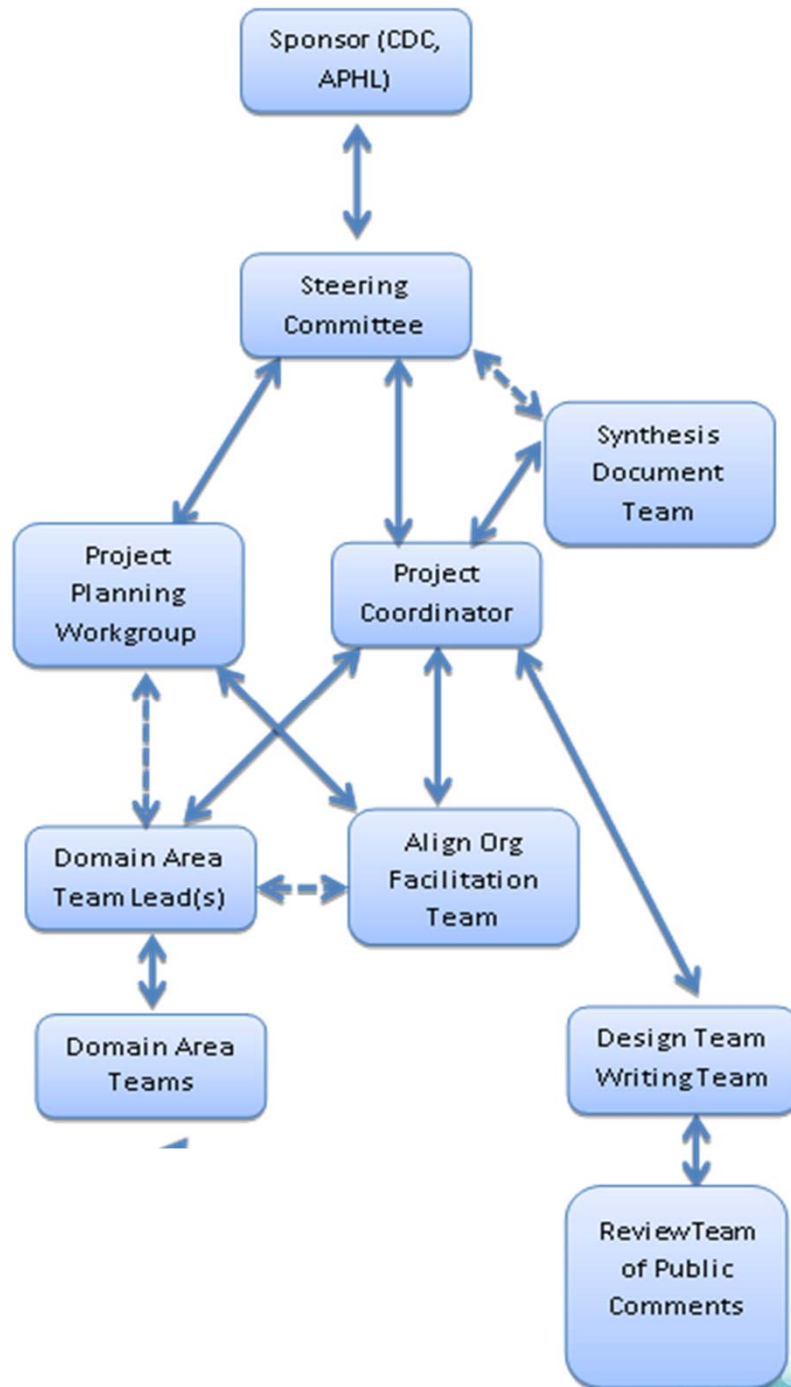 Sponsor (CDC,
APHL)
Steering
Committee
Synthesis
Document
Team
Project
Planning
Workgroup
Project
Coordinator
Domain Area
Team Lead(s)
Align Org
Facilitation
Team
Domain Area
Teams
Design Team
Writing Team
Review Team
of Public
Comments